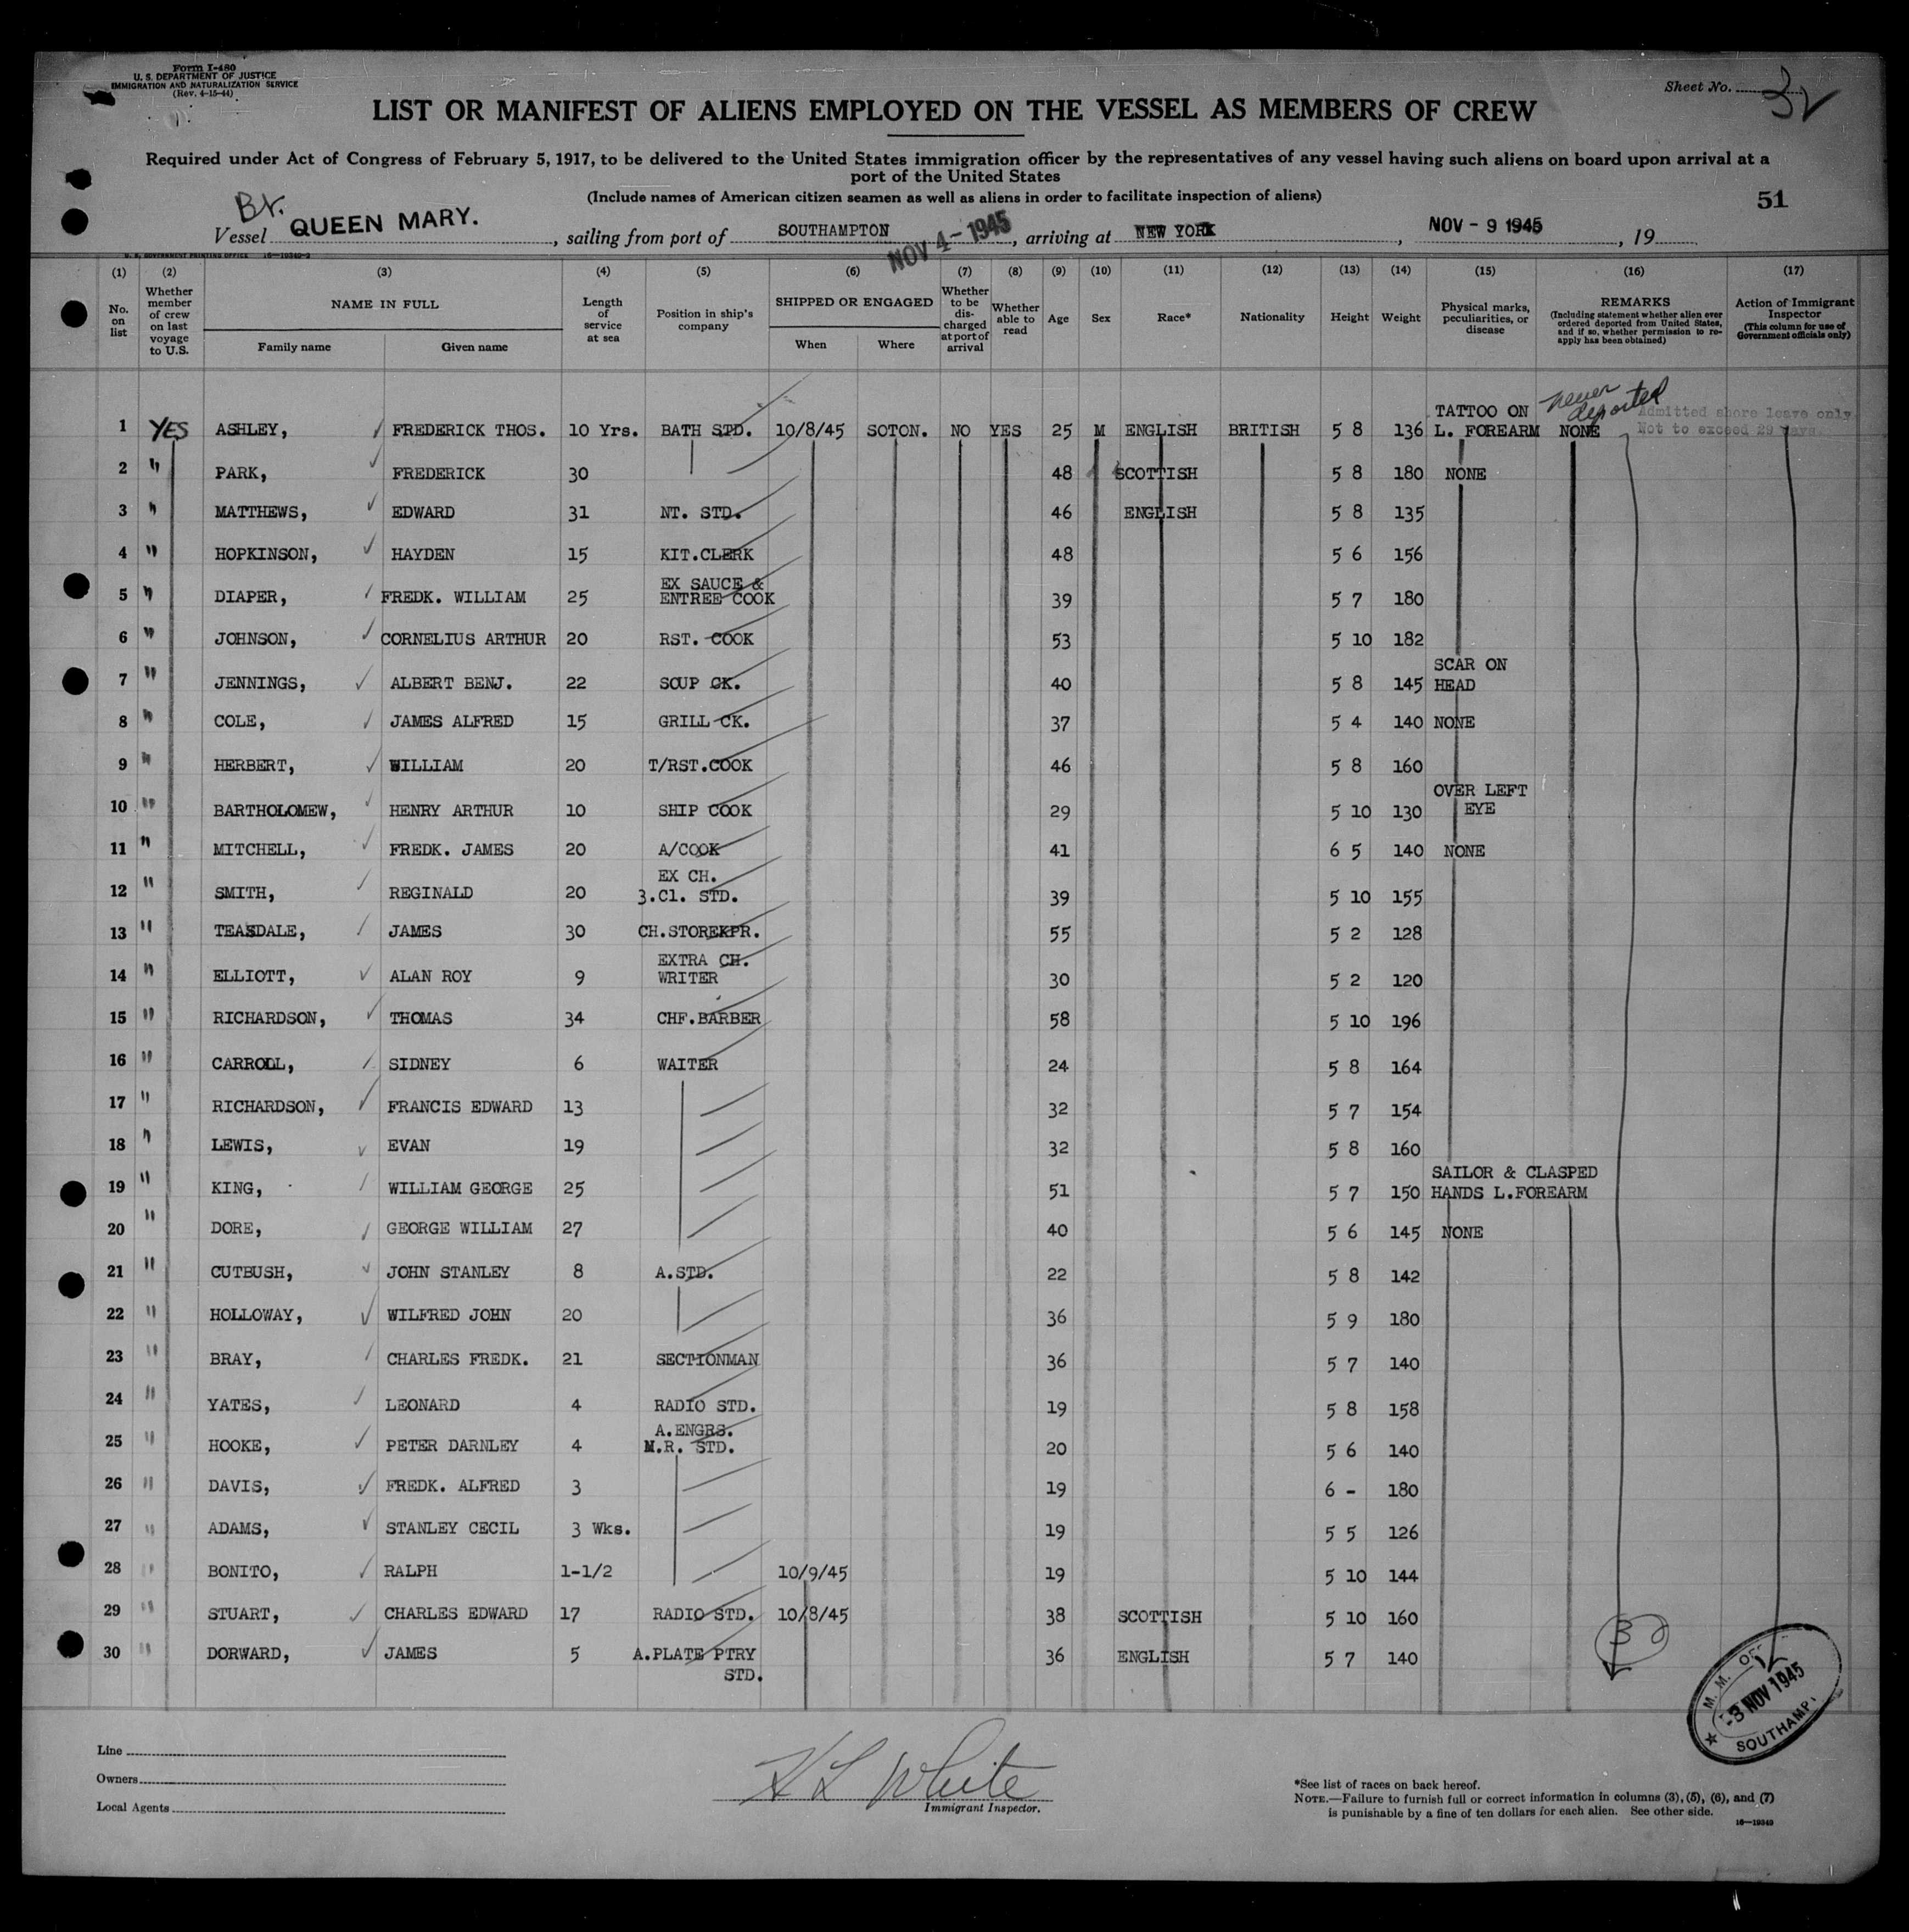 Form I-480
U. S. DEPARTMENT OF JUSTICE
IMMIGRATION AND NATURALIZATION SERVICE
(Rev. 4-15-44)
Sheet No. 32
LIST OR MANIFEST OF ALIENS EMPLOYED ON THE VESSEL AS MEMBERS OF CREW
Required under Act of Congress of February 5, 1917, to be delivered to the United States immigration officer by the representatives of any vessel having such aliens on board upon arrival at a
port of the United States
(Include names of American citizen seamen as well as aliens in order to facilitate inspection of aliens)
51
Br.
Vessel QUEEN MARY. , sailing from port of SOUTHAMPTON NOV 4 - 1945 , arriving at NEW YORK , NOV - 9 1945 , 19
U. S. GOVERNMENT PRINTING OFFICE 16-19340-2
(1) (2) (3) (4) (5) (6) (7) (8) (9) (10) (11) (12) (13) (14) (15) (16) (17)
No. on list
Whether member of crew on last voyage to U.S.
NAME IN FULL
Family name Given name
Length of service at sea
Position in ship's company
SHIPPED OR ENGAGED
When Where
Whether to be discharged at port of arrival
Whether able to read
Age Sex Race* Nationality Height Weight
Physical marks, peculiarities, or disease
REMARKS
(Including statement whether alien ever ordered deported from United States, and if so, whether permission to re-apply has been obtained)
Action of Immigrant Inspector
(This column for use of Government officials only)
never deported
Admitted shore leave only
Not to exceed 29 days.
1 YES ASHLEY, FREDERICK THOS. 10 Yrs. BATH STD. 10/8/45 SOTON. NO YES 25 M ENGLISH BRITISH 5 8 136 TATTOO ON L. FOREARM NONE
2 " PARK, FREDERICK 30 48 SCOTTISH 5 8 180 NONE
3 " MATTHEWS, EDWARD 31 NT. STD. 46 ENGLISH 5 8 135
4 " HOPKINSON, HAYDEN 15 KIT.CLERK 48 5 6 156
5 " DIAPER, FREDK. WILLIAM 25 EX SAUCE & ENTREE COOK 39 5 7 180
6 " JOHNSON, CORNELIUS ARTHUR 20 RST. COOK 53 5 10 182
7 " JENNINGS, ALBERT BENJ. 22 SOUP CK. 40 5 8 145 SCAR ON HEAD
8 " COLE, JAMES ALFRED 15 GRILL CK. 37 5 4 140 NONE
9 " HERBERT, WILLIAM 20 T/RST.COOK 46 5 8 160
10 " BARTHOLOMEW, HENRY ARTHUR 10 SHIP COOK 29 5 10 130 OVER LEFT EYE
11 " MITCHELL, FREDK. JAMES 20 A/COOK 41 6 5 140 NONE
12 " SMITH, REGINALD 20 EX CH. 3.Cl. STD. 39 5 10 155
13 " TEASDALE, JAMES 30 CH.STOREKPR. 55 5 2 128
14 " ELLIOTT, ALAN ROY 9 EXTRA CH. WRITER 30 5 2 120
15 " RICHARDSON, THOMAS 34 CHF.BARBER 58 5 10 196
16 " CARROLL, SIDNEY 6 WAITER 24 5 8 164
17 " RICHARDSON, FRANCIS EDWARD 13 32 5 7 154
18 " LEWIS, EVAN 19 32 5 8 160
19 " KING, WILLIAM GEORGE 25 51 5 7 150 SAILOR & CLASPED HANDS L.FOREARM
20 " DORE, GEORGE WILLIAM 27 40 5 6 145 NONE
21 " CUTBUSH, JOHN STANLEY 8 A.STD. 22 5 8 142
22 " HOLLOWAY, WILFRED JOHN 20 36 5 9 180
23 " BRAY, CHARLES FREDK. 21 SECTIONMAN 36 5 7 140
24 " YATES, LEONARD 4 RADIO STD. 19 5 8 158
25 " HOOKE, PETER DARNLEY 4 A.ENGRS. M.R. STD. 20 5 6 140
26 " DAVIS, FREDK. ALFRED 3 19 6 - 180
27 " ADAMS, STANLEY CECIL 3 Wks. 19 5 5 126
28 " BONITO, RALPH 1-1/2 10/9/45 19 5 10 144
29 " STUART, CHARLES EDWARD 17 RADIO STD. 10/8/45 38 SCOTTISH 5 10 160
30 " DORWARD, JAMES 5 A.PLATE PTRY STD. 36 ENGLISH 5 7 140
30
M. M. OFF
-3 NOV 1945
SOUTHAMP
Line
Owners
Local Agents
H L White
Immigrant Inspector.
*See list of races on back hereof.
NOTE.—Failure to furnish full or correct information in columns (3), (5), (6), and (7)
is punishable by a fine of ten dollars for each alien. See other side.
16—19340